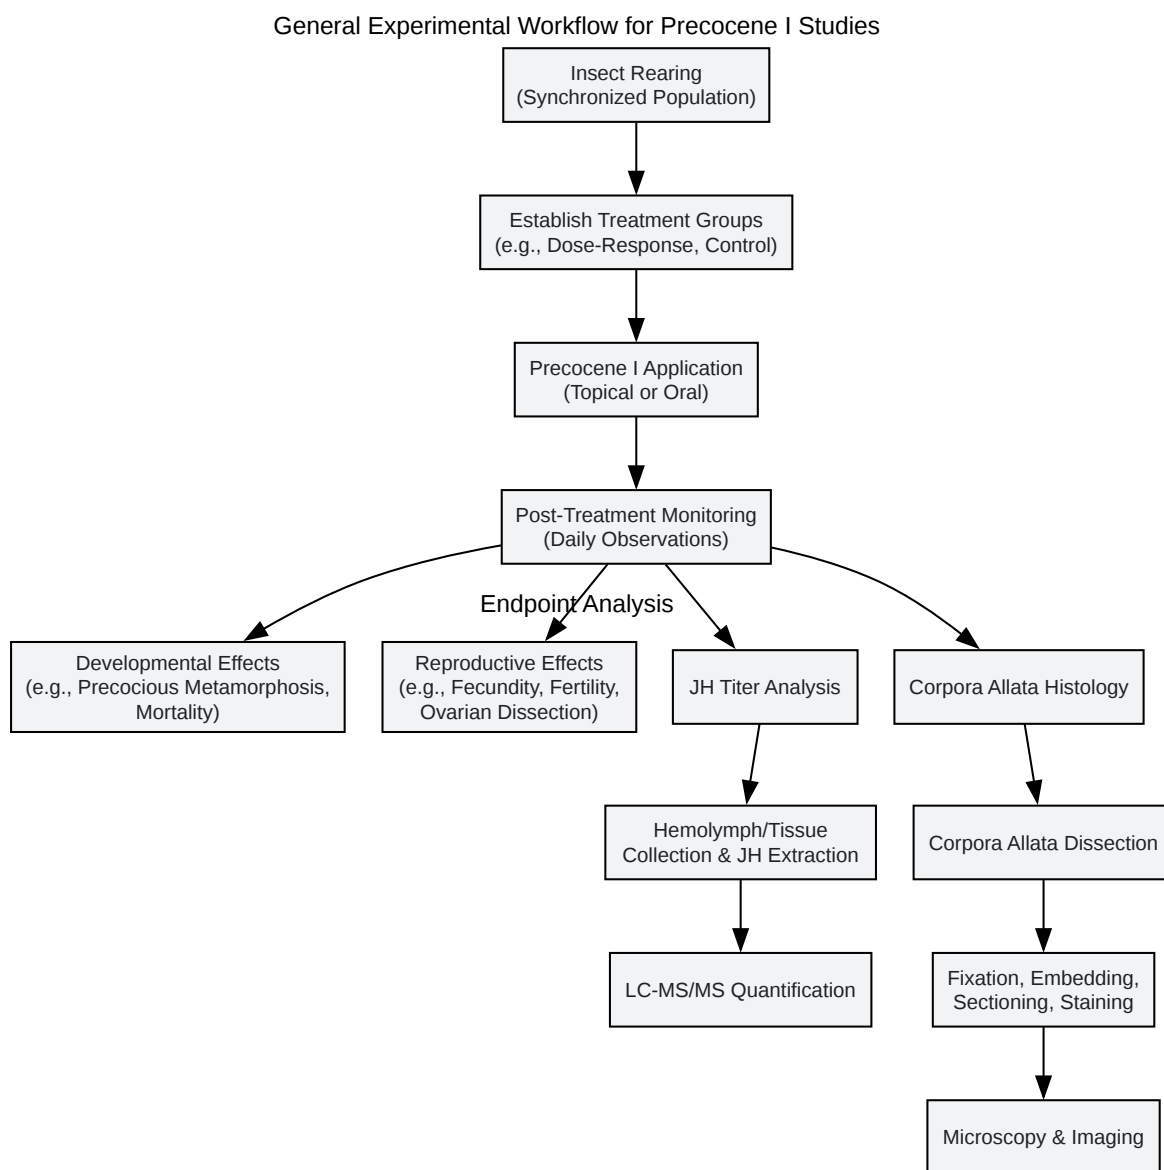 General Experimental Workflow for Precocene I Studies
Insect Rearing
(Synchronized Population)
Establish Treatment Groups
(e.g., Dose-Response, Control)
Precocene I Application
(Topical or Oral)
Post-Treatment Monitoring
(Daily Observations)
Endpoint Analysis
Developmental Effects
(e.g., Precocious Metamorphosis,
Mortality)
Reproductive Effects
(e.g., Fecundity, Fertility,
Ovarian Dissection)
JH Titer Analysis
Corpora Allata Histology
Hemolymph/Tissue
Collection & JH Extraction
Corpora Allata Dissection
LC-MS/MS Quantification
Fixation, Embedding,
Sectioning, Staining
Microscopy & Imaging